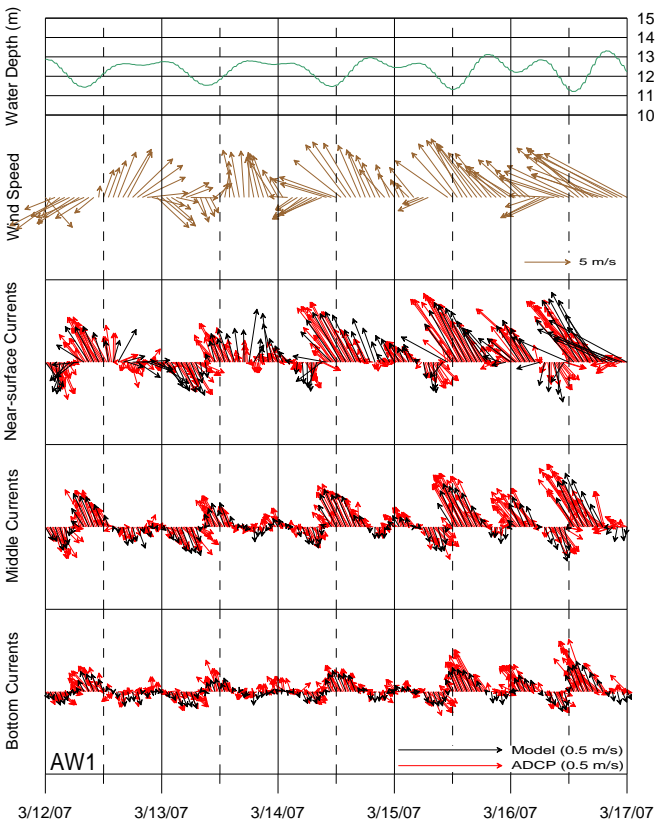 Water Depth (m)
15
14
13
12
11
10
Wind Speed
5 m/s
Near-surface Currents
Middle Currents
Bottom Currents
Model (0.5 m/s)
ADCP (0.5 m/s)
AW1
3/12/07 3/13/07 3/14/07 3/15/07 3/16/07 3/17/07